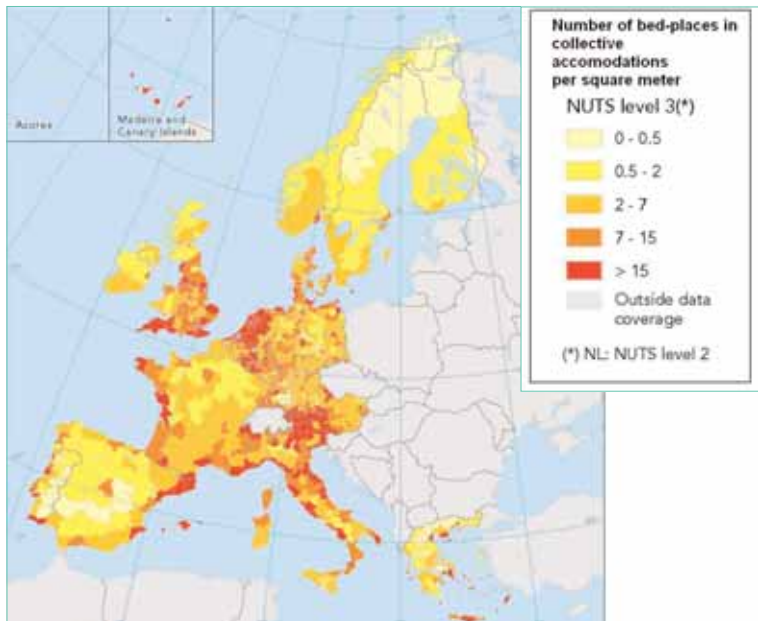 Azores
Madeira and
Canary Islands
Number of bed-places in
collective
accomodations
per square meter
NUTS level 3(*)
0 - 0.5
0.5 - 2
2 - 7
7 - 15
> 15
Outside data
coverage
(*) NL: NUTS level 2